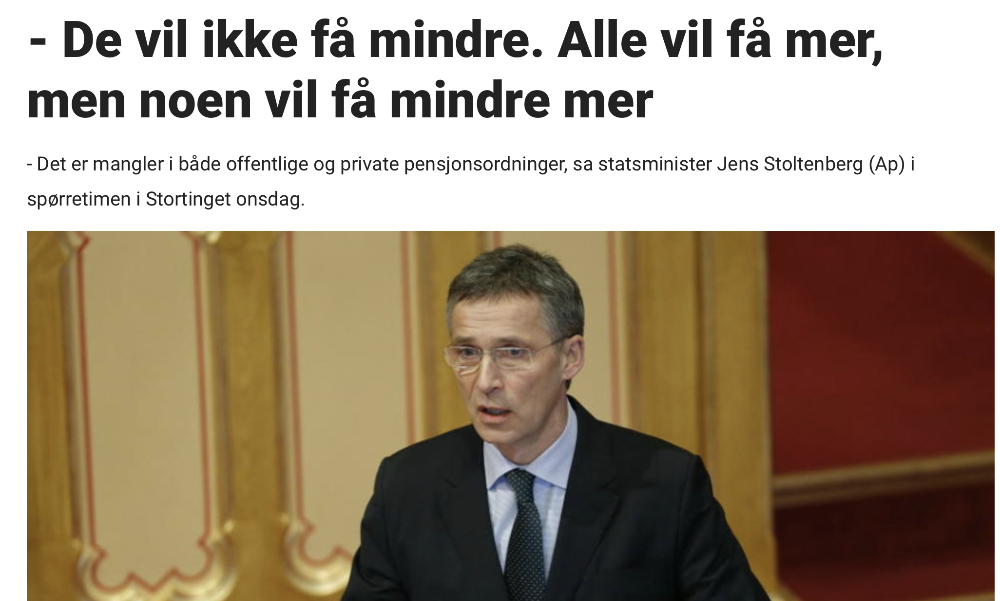 - De vil ikke få mindre. Alle vil få mer,
men noen vil få mindre mer
- Det er mangler i både offentlige og private pensjonsordninger, sa statsminister Jens Stoltenberg (Ap) i
spørretimen i Stortinget onsdag.